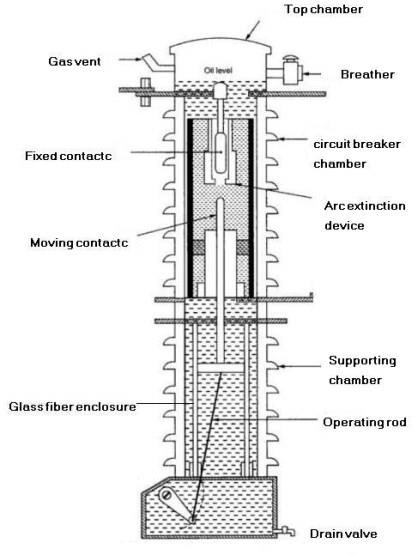 Top chamber
Gas vent
Oil level
Breather
circuit breaker
chamber
Fixed contactc
Arc extinction
device
Moving contactc
Supporting
chamber
Glass fiber enclosure
Operating rod
Drain valve